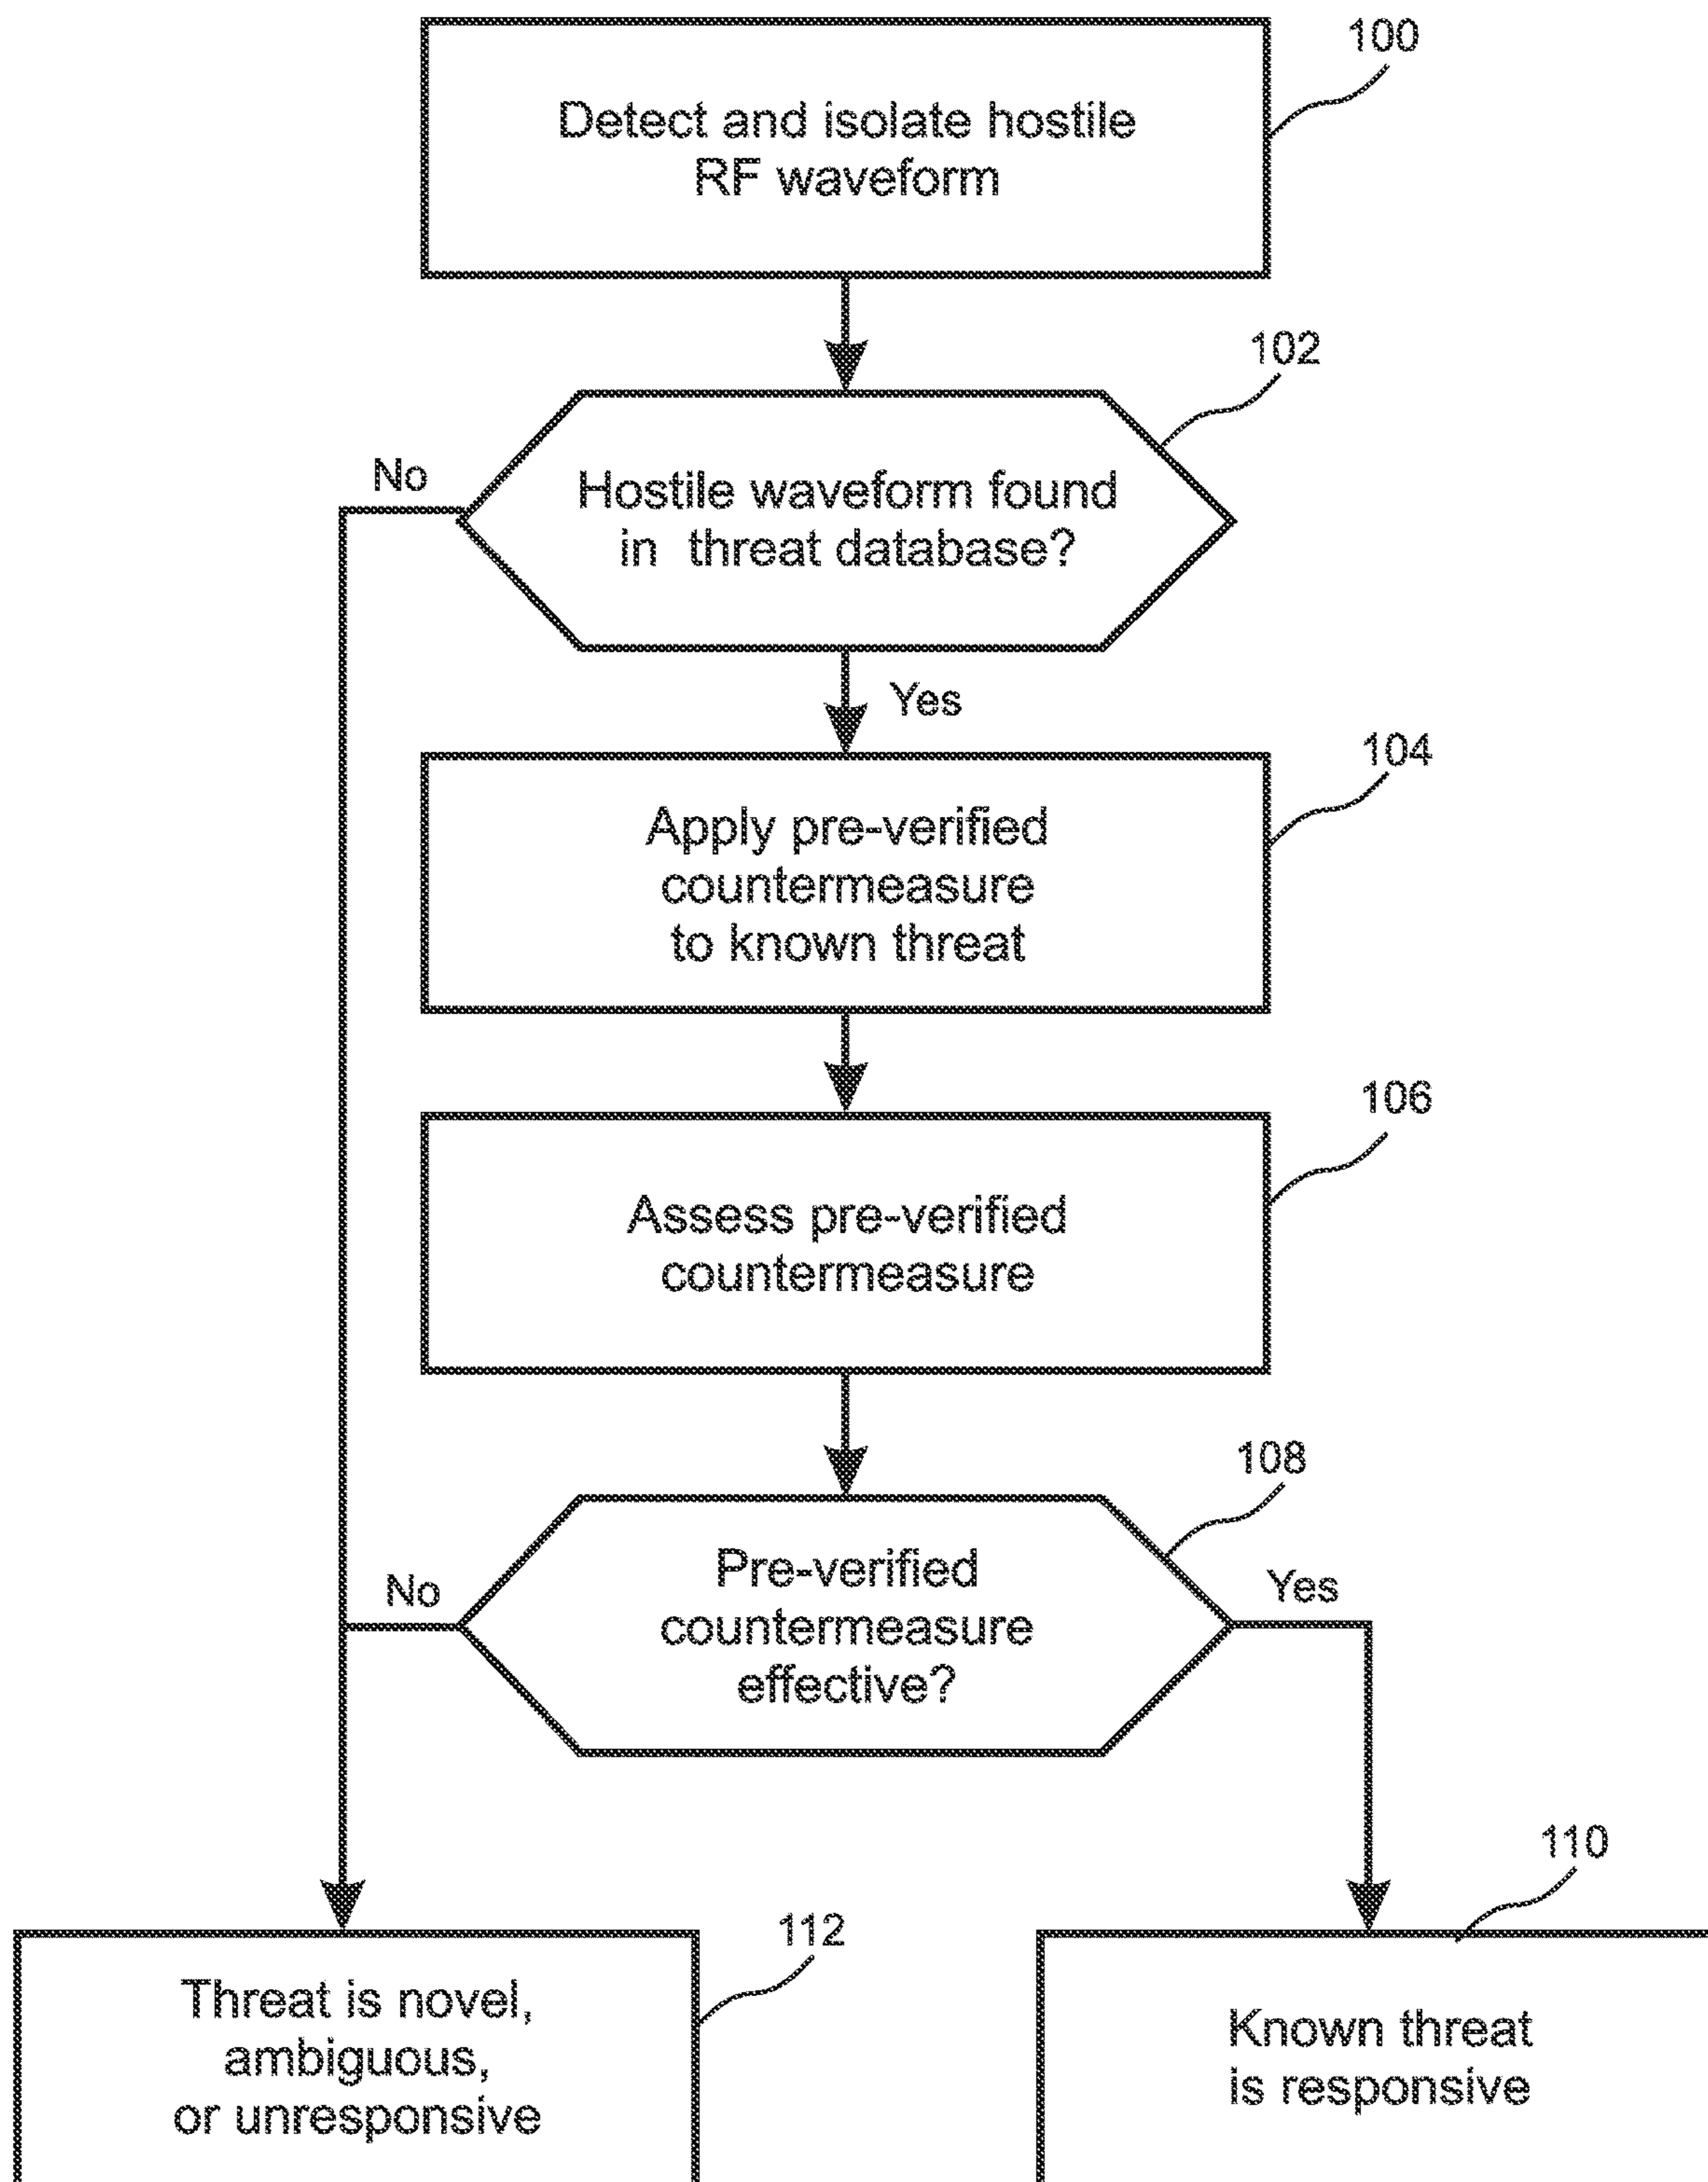 100
Detect and isolate hostile
RF waveform
102
No
Hostile waveform found
in threat database?
Yes
104
Apply pre-verified
countermeasure
to known threat
106
Assess pre-verified
countermeasure
108
No
Pre-verified
countermeasure
effective?
Yes
110
112
Threat is novel,
ambiguous,
or unresponsive
Known threat
is responsive